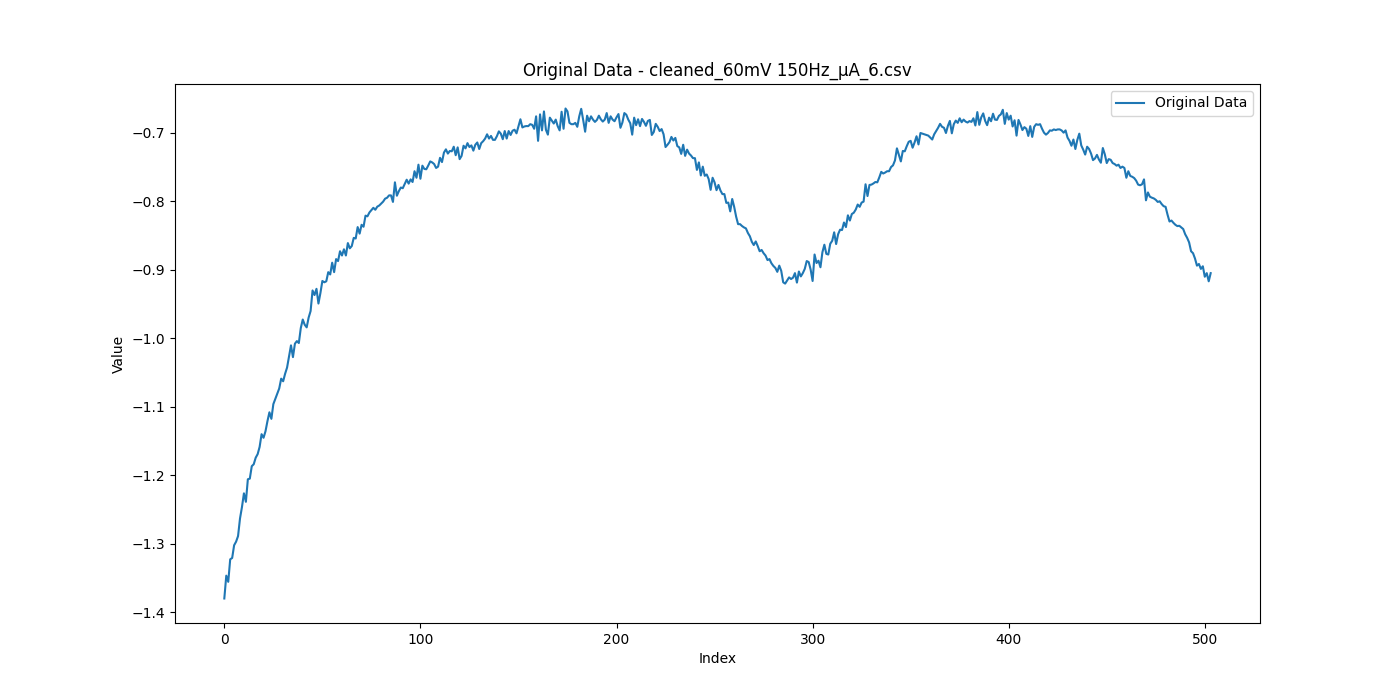 Original Data - cleaned_60mV 150Hz_μA_6.csv
Original Data
−0.7
−0.8
−0.9
−1.0
−1.1
−1.2
−1.3
−1.4
Value
0 100 200 300 400 500
Index